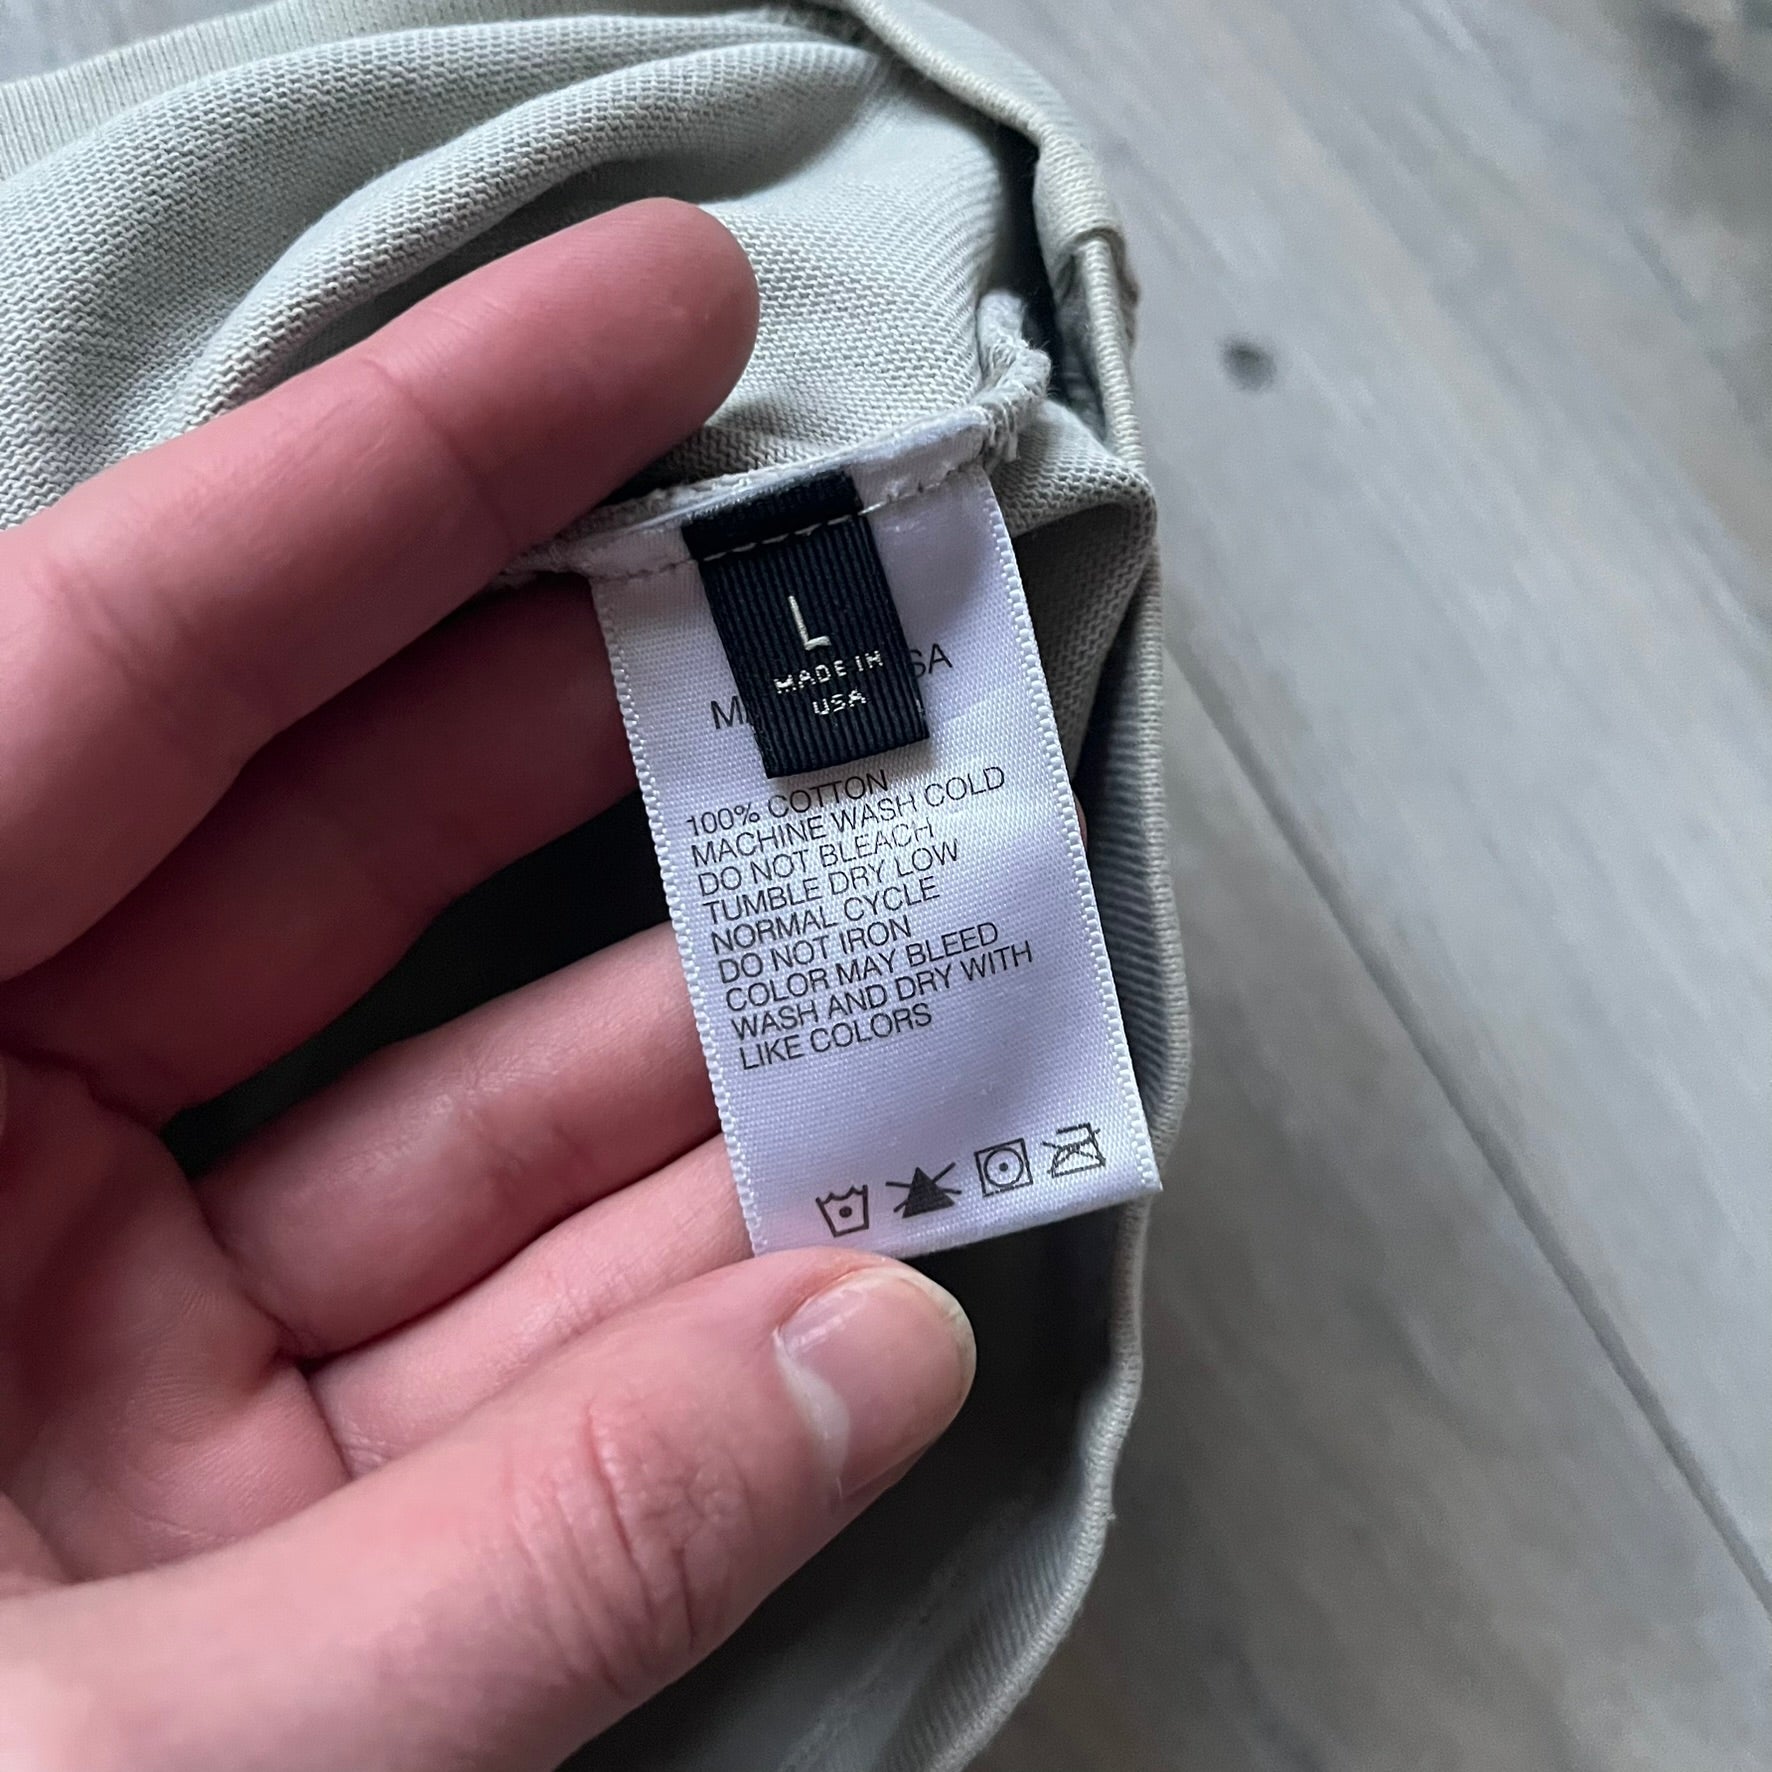 L
MADE IN
USA
100% COTTON
MACHINE WASH COLD
DO NOT BLEACH
TUMBLE DRY LOW
NORMAL CYCLE
DO NOT IRON
COLOR MAY BLEED
WASH AND DRY WITH
LIKE COLORS